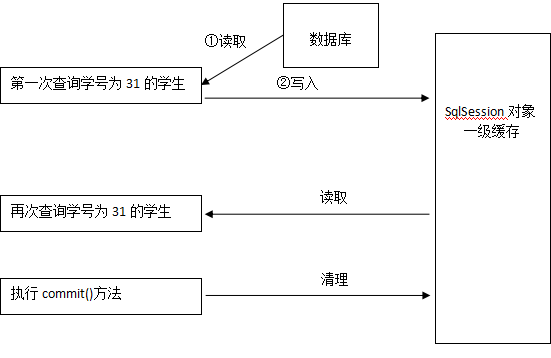 ①读取
数据库
第一次查询学号为 31 的学生
②写入
SqlSession 对象
一级缓存
读取
再次查询学号为 31 的学生
清理
执行 commit()方法